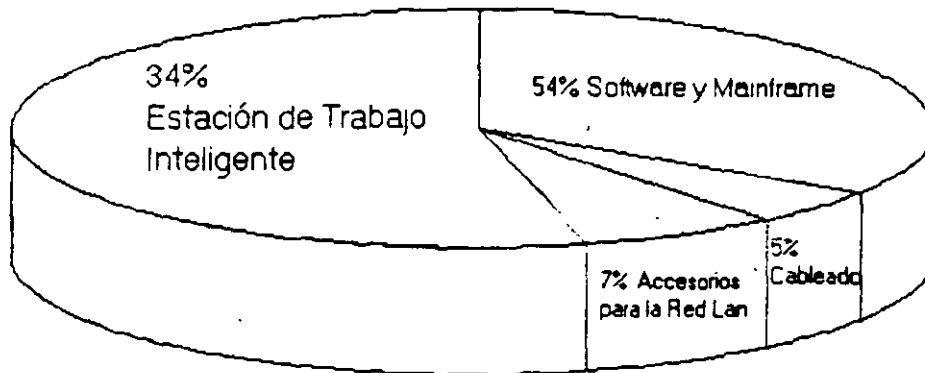 34%
Estación de Trabajo
Inteligente
54% Software y Mainframe
7% Accesorios
para la Red Lan
5%
Cableado